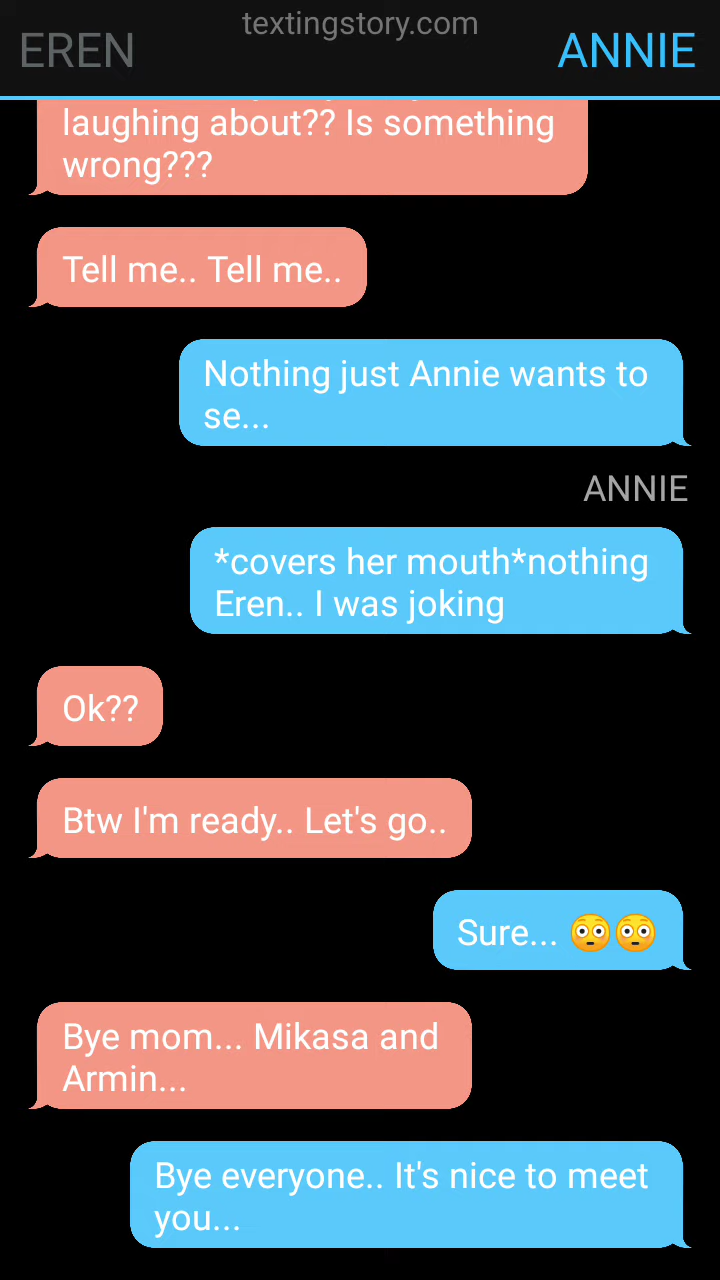 textingstory.com
EREN
ANNIE
laughing about?? Is something
wrong???
Tell me.. Tell me..
Nothing just Annie wants to
se...
ANNIE
*covers her mouth*nothing
Eren.. I was joking
Ok??
Btw I'm ready.. Let's go..
Sure... 😳😳
Bye mom... Mikasa and
Armin...
Bye everyone.. It's nice to meet
you...